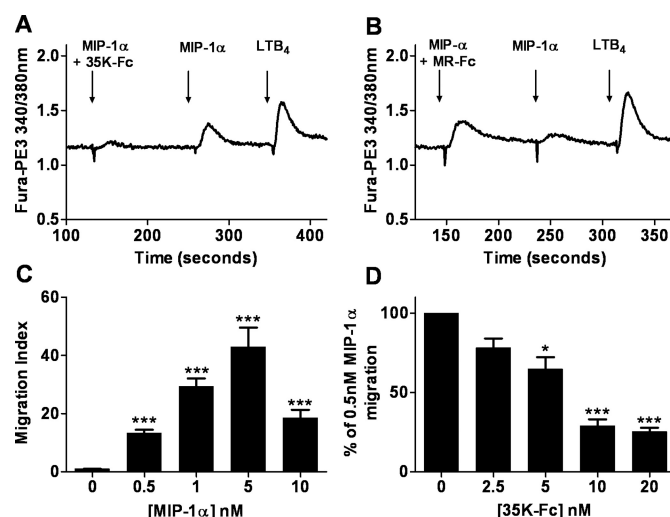 A
MIP-1α + 35K-Fc
MIP-1α
LTB4
Fura-PE3 340/380nm
2.0
1.5
1.0
0.5
100
200
300
400
Time (seconds)
B
MIP-α + MR-Fc
MIP-1α
LTB4
Fura-PE3 340/380nm
2.0
1.5
1.0
0.5
150
200
250
300
350
Time (seconds)
C
Migration Index
60
40
20
0
***
***
***
***
0
0.5
1
5
10
[MIP-1α] nM
D
% of 0.5nM MIP-1α migration
100
50
0
*
***
***
0
2.5
5
10
20
[35K-Fc] nM